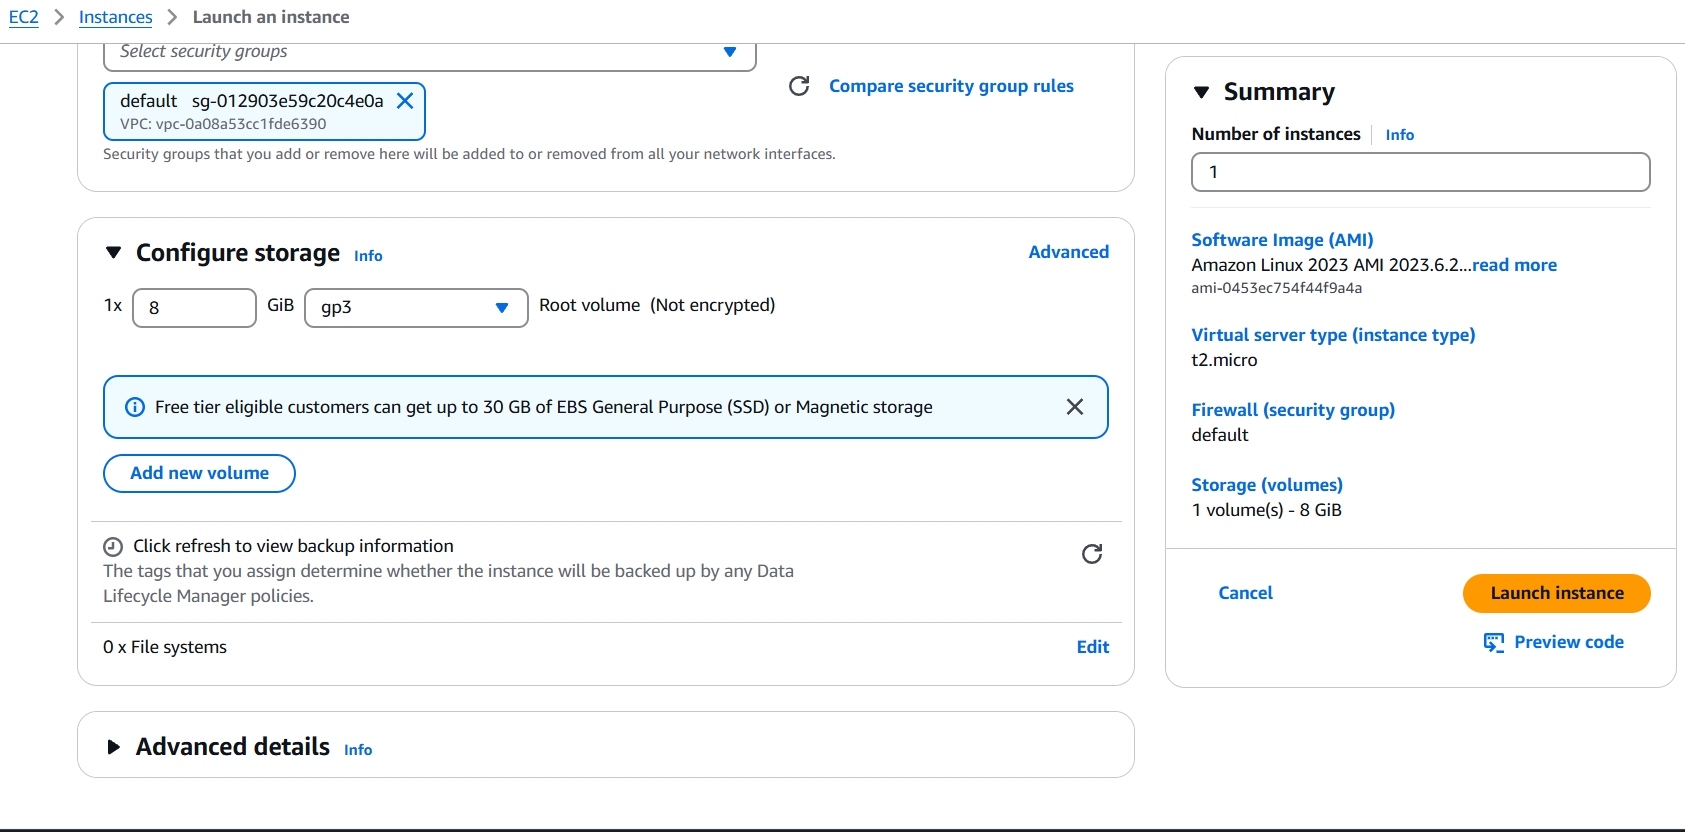 EC2 > Instances > Launch an instance
Select security groups
default sg-012903e59c20c4e0a
VPC: vpc-0a08a53cc1fde6390
Compare security group rules
Security groups that you add or remove here will be added to or removed from all your network interfaces.
Configure storage Info
Advanced
1x 8 GiB gp3 Root volume (Not encrypted)
Free tier eligible customers can get up to 30 GB of EBS General Purpose (SSD) or Magnetic storage
Add new volume
Click refresh to view backup information
The tags that you assign determine whether the instance will be backed up by any Data
Lifecycle Manager policies.
0 x File systems
Edit
Advanced details Info
Summary
Number of instances Info
1
Software Image (AMI)
Amazon Linux 2023 AMI 2023.6.2...read more
ami-0453ec754f44f9a4a
Virtual server type (instance type)
t2.micro
Firewall (security group)
default
Storage (volumes)
1 volume(s) - 8 GiB
Cancel
Launch instance
Preview code